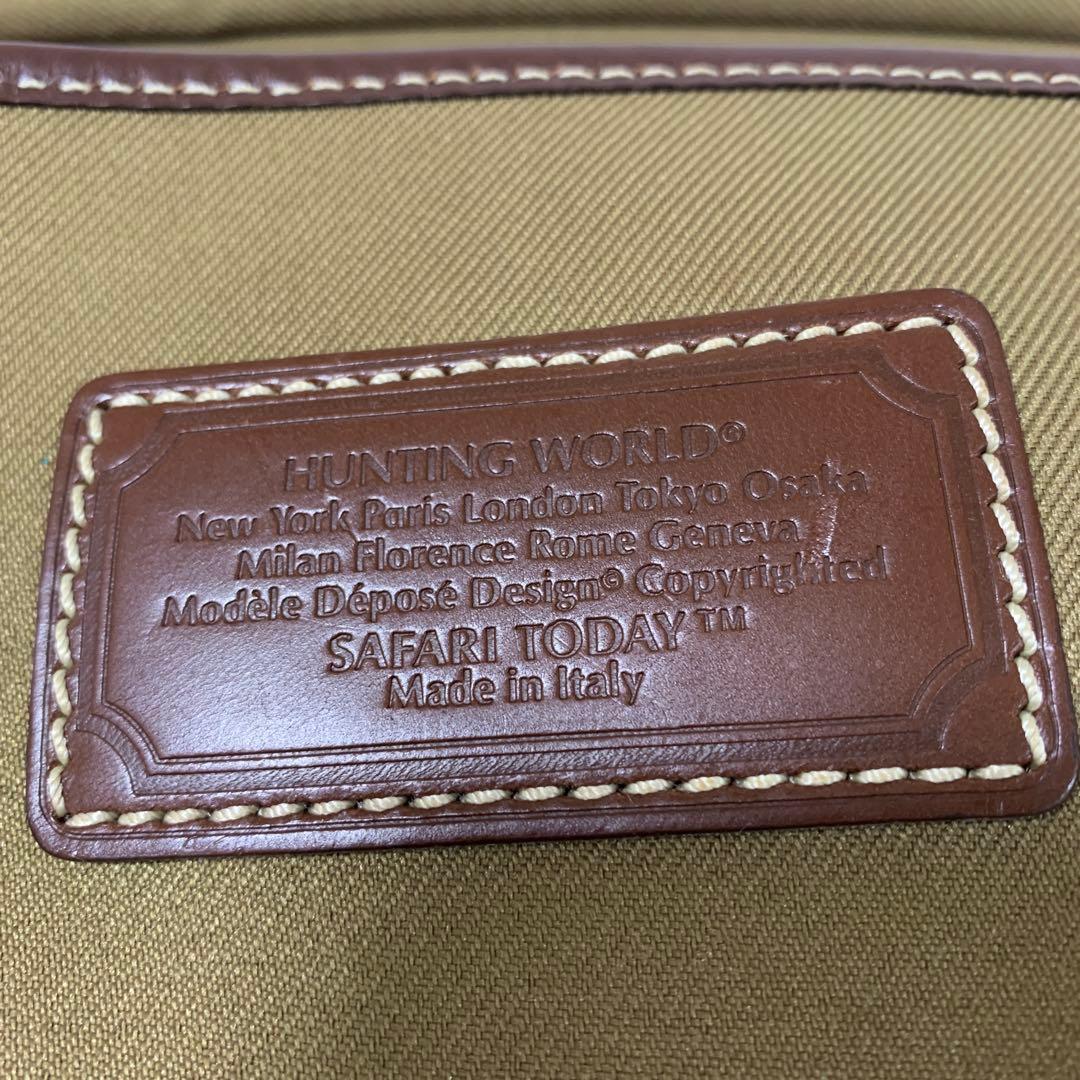 HUNTING WORLD©
New York Paris London Tokyo Osaka
Milan Florence Rome Geneva
Modèle Déposé Design© Copyrighted
SAFARI TODAY™
Made in Italy